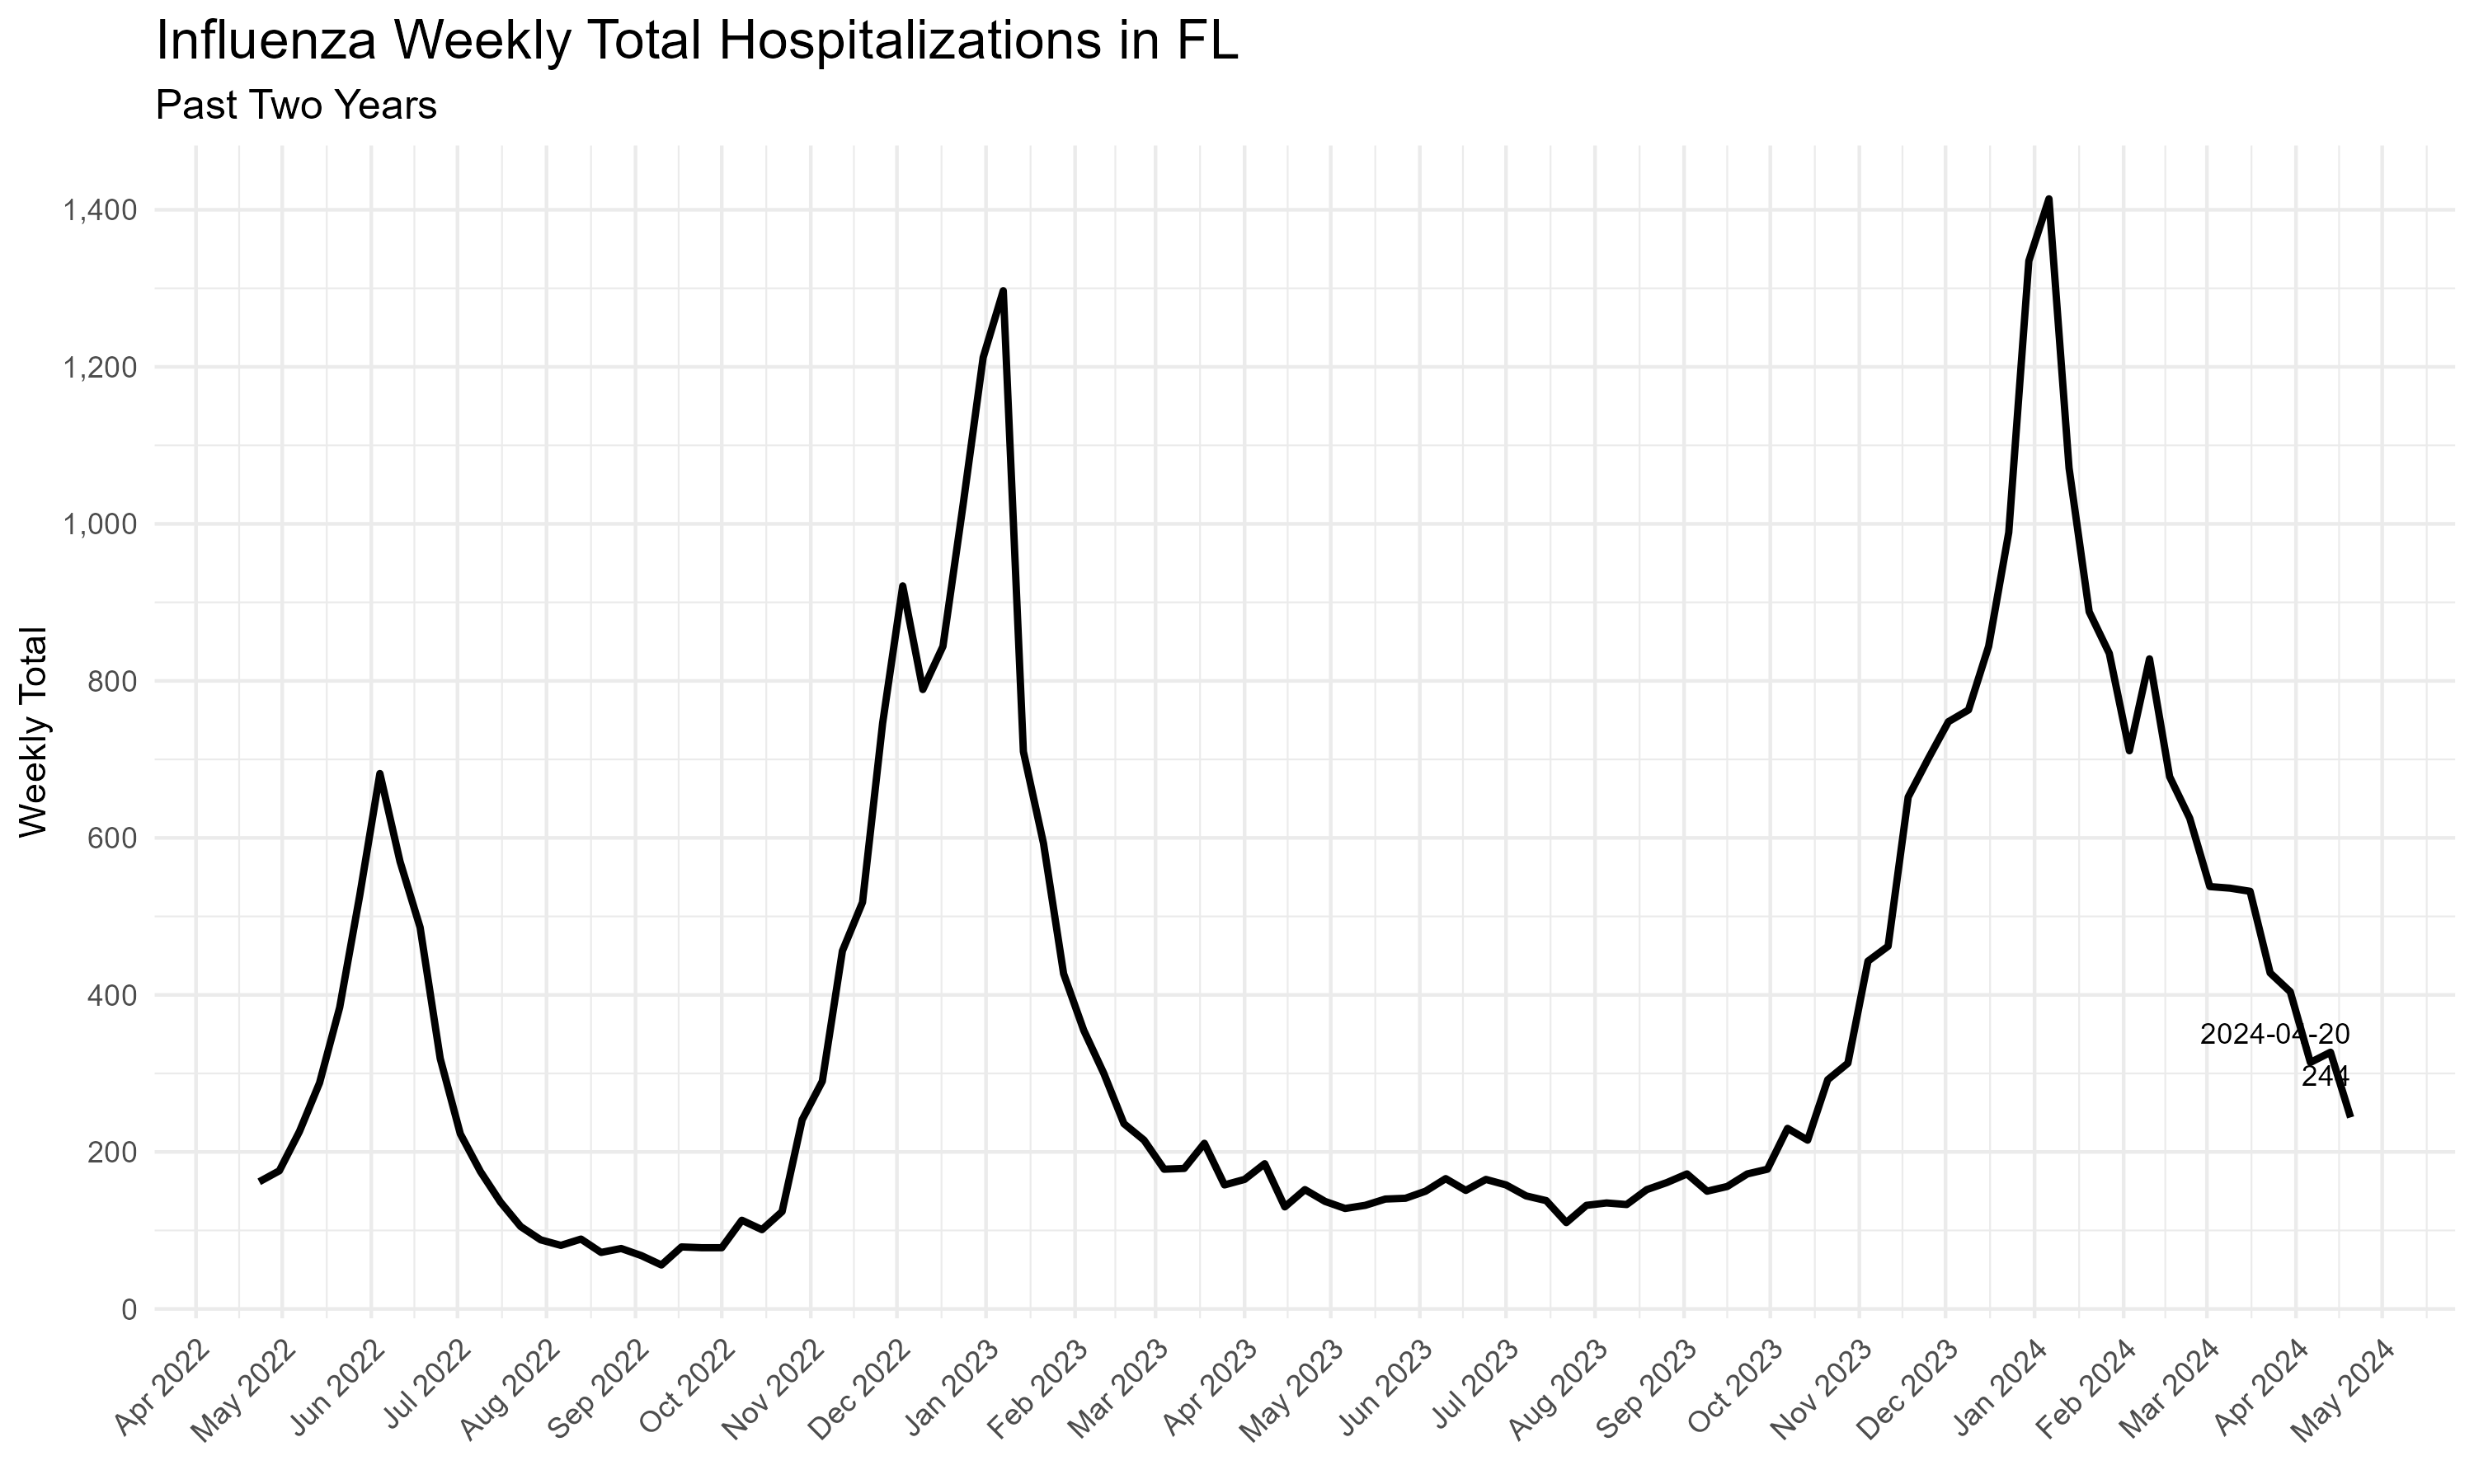 Influenza Weekly Total Hospitalizations in FL
Past Two Years
Weekly Total
1,400
1,200
1,000
800
600
400
200
0
2024-04-20
244
Apr 2022
May 2022
Jun 2022
Jul 2022
Aug 2022
Sep 2022
Oct 2022
Nov 2022
Dec 2022
Jan 2023
Feb 2023
Mar 2023
Apr 2023
May 2023
Jun 2023
Jul 2023
Aug 2023
Sep 2023
Oct 2023
Nov 2023
Dec 2023
Jan 2024
Feb 2024
Mar 2024
Apr 2024
May 2024